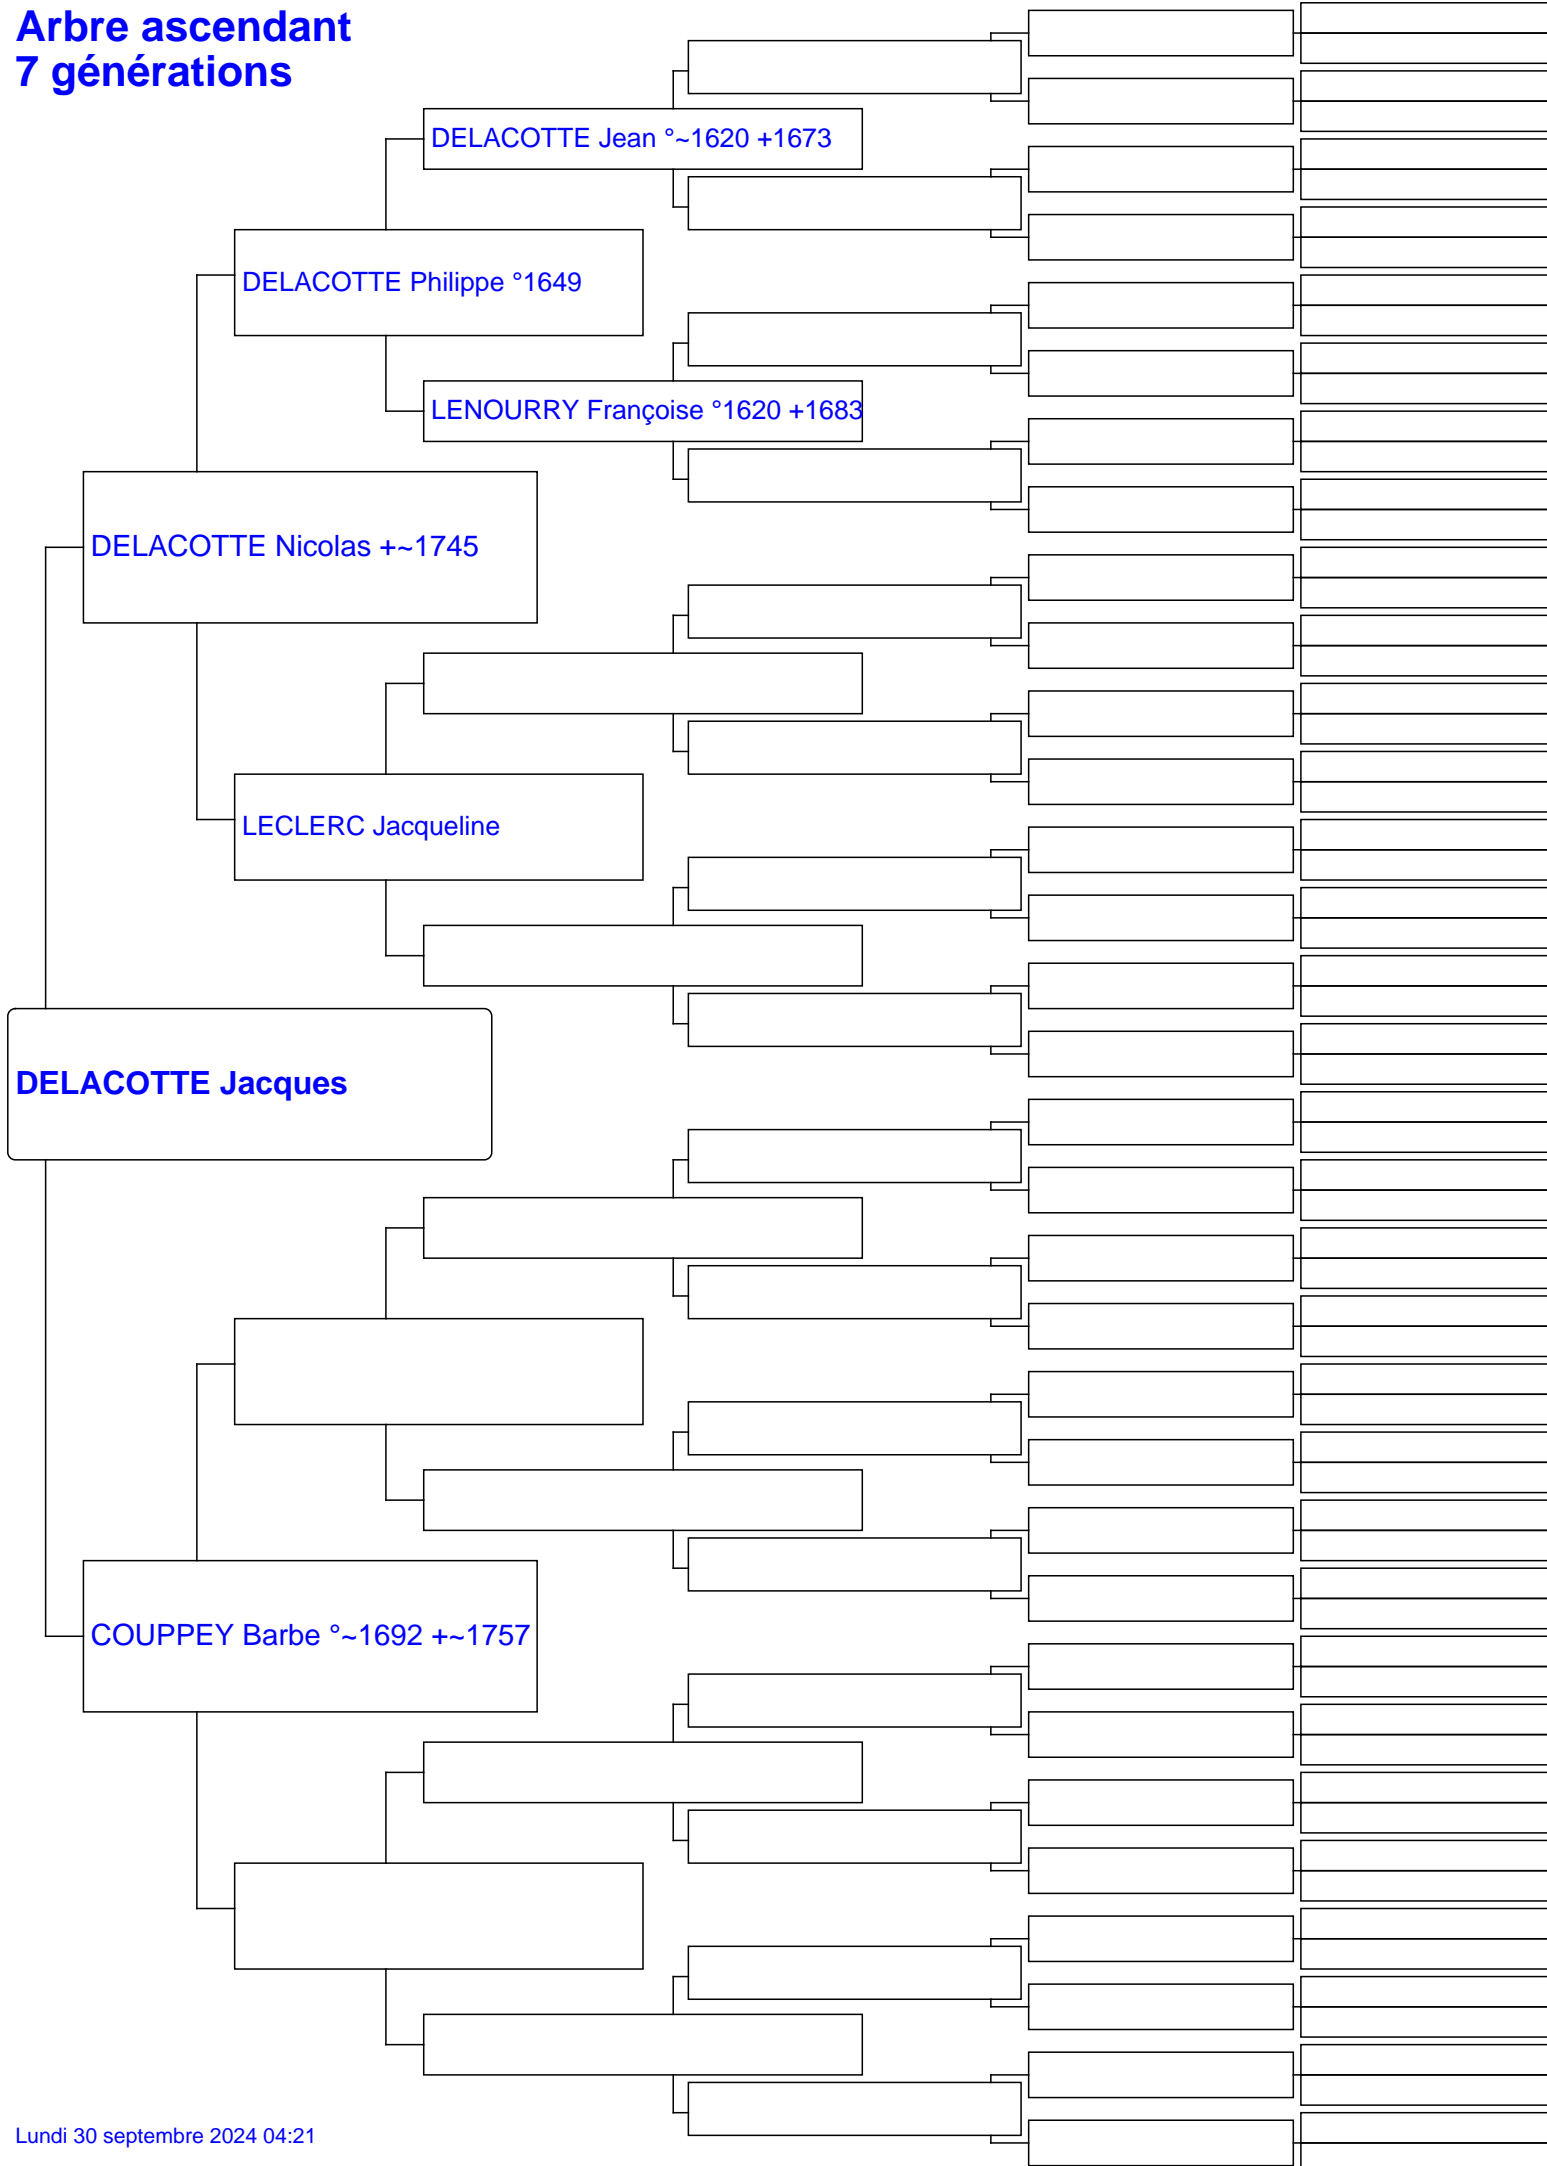 Arbre ascendant
7 générations
DELACOTTE Jean °~1620 +1673
DELACOTTE Philippe °1649
LENOURRY Françoise °1620 +1683
DELACOTTE Nicolas +~1745
LECLERC Jacqueline
DELACOTTE Jacques
COUPPEY Barbe °~1692 +~1757
Lundi 30 septembre 2024 04:21